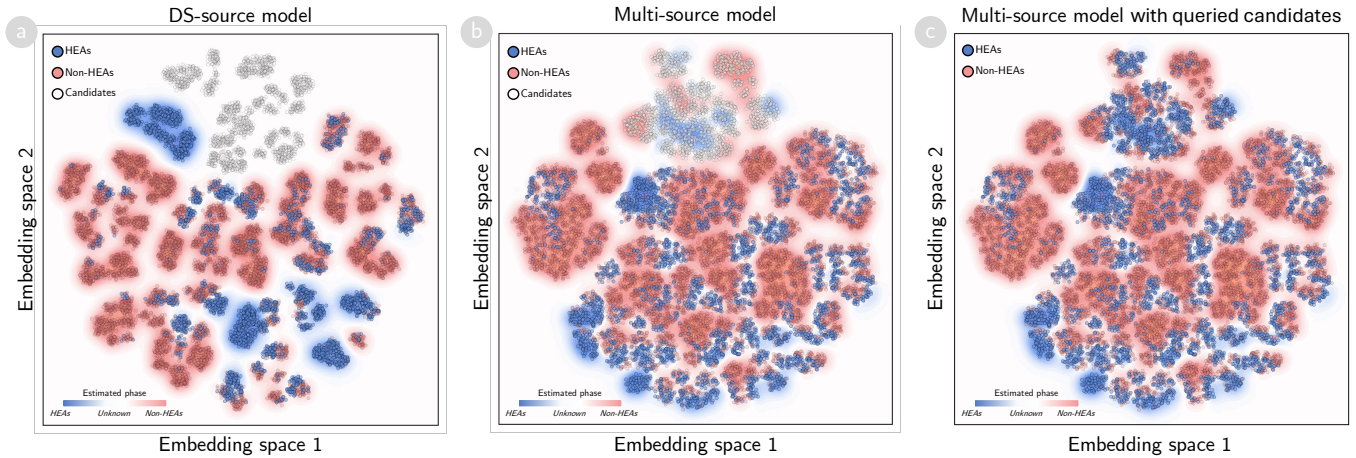 DS-source model
a
HEAs
Non-HEAs
Candidates
Estimated phase
HEAs Unknown Non-HEAs
Embedding space 1
Embedding space 2
Multi-source model
b
HEAs
Non-HEAs
Candidates
Estimated phase
HEAs Unknown Non-HEAs
Embedding space 1
Embedding space 2
Multi-source model with queried candidates
c
HEAs
Non-HEAs
Estimated phase
HEAs Unknown Non-HEAs
Embedding space 1
Embedding space 2